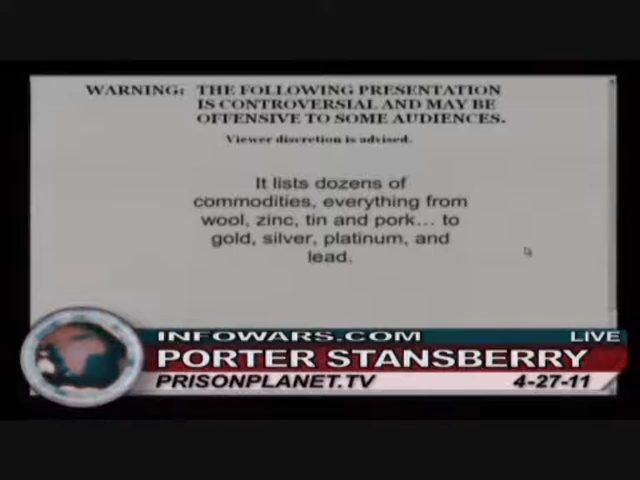 WARNING: THE FOLLOWING PRESENTATION
IS CONTROVERSIAL AND MAY BE
OFFENSIVE TO SOME AUDIENCES.
Viewer discretion is advised.
It lists dozens of
commodities, everything from
wool, zinc, tin and pork... to
gold, silver, platinum, and
lead.
INFOWARS.COM LIVE
PORTER STANSBERRY
PRISONPLANET.TV 4-27-11